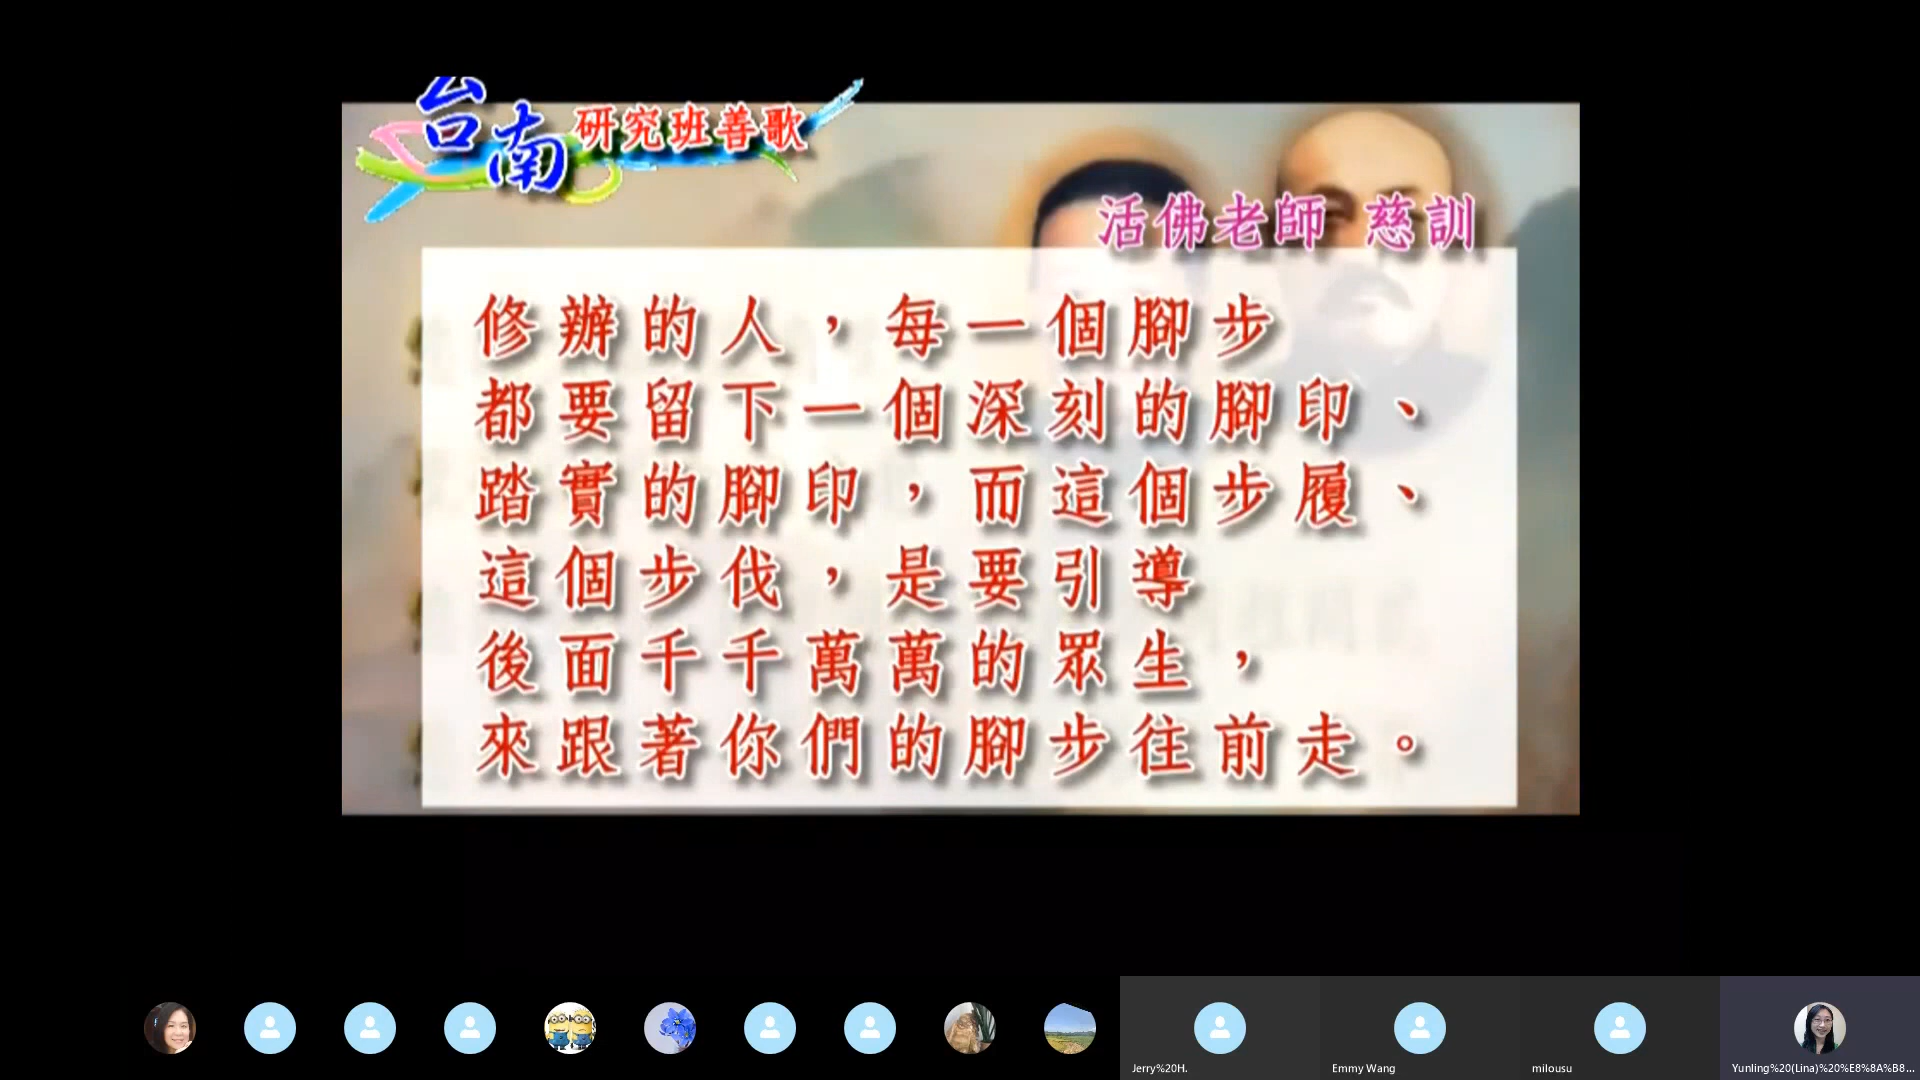 台南研究班善歌
活佛老師 慈訓
修辦的人，每一個腳步
都要留下一個深刻的腳印、
踏實的腳印，而這個步履、
這個步伐，是要引導
後面千千萬萬的眾生，
來跟著你們的腳步往前走。
Jerry%20H.
Emmy Wang
milousu
Yunling%20(Lina)%20%E8%8A%B8...